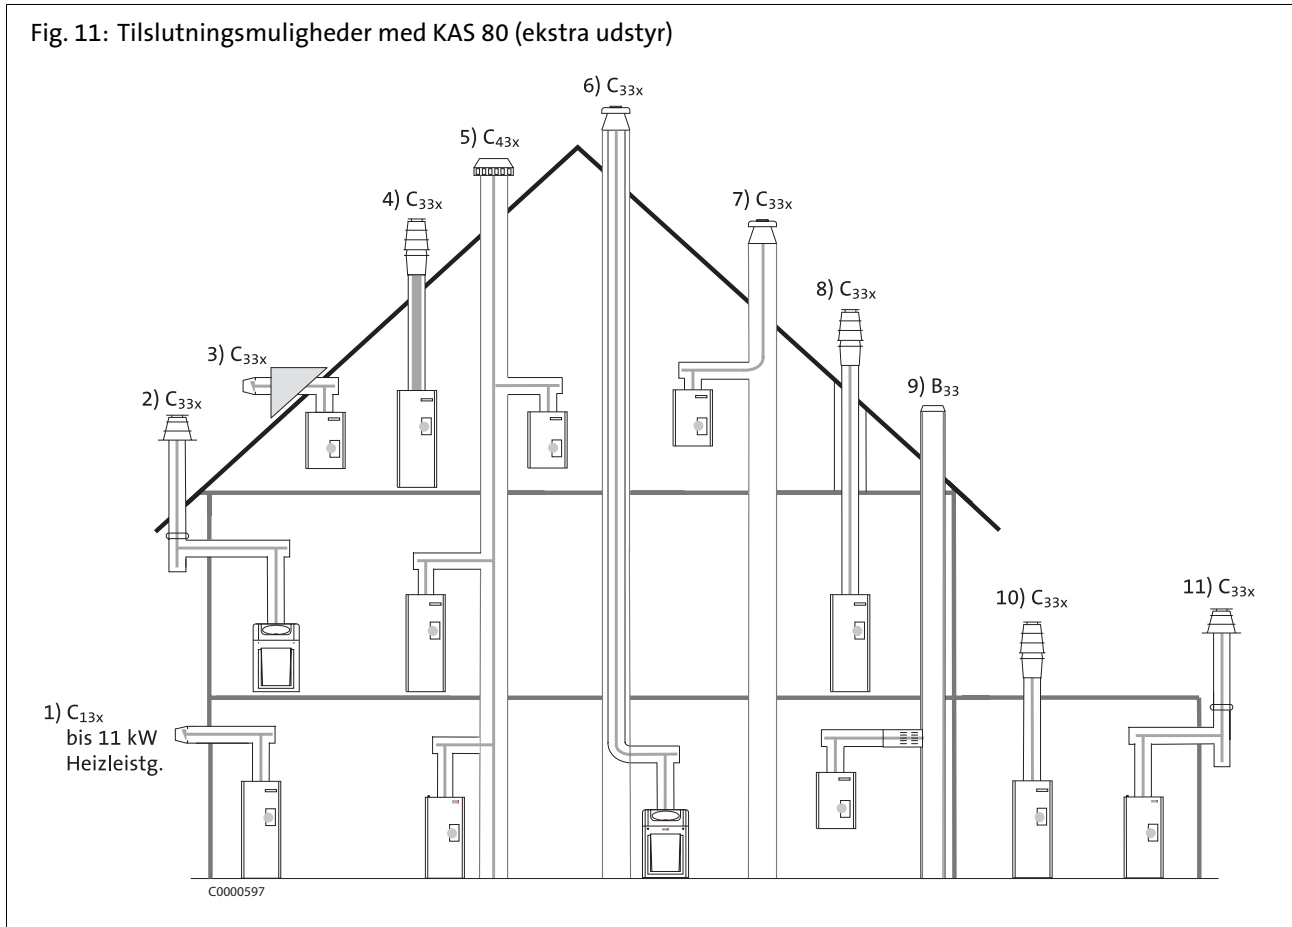 Fig. 11: Tilslutningsmuligheder med KAS 80 (ekstra udstyr)
6) C33x
5) C43x
4) C33x
7) C33x
8) C33x
3) C33x
2) C33x
9) B33
10) C33x
11) C33x
1) C13x
bis 11 kW
Heizleistg.
C0000597